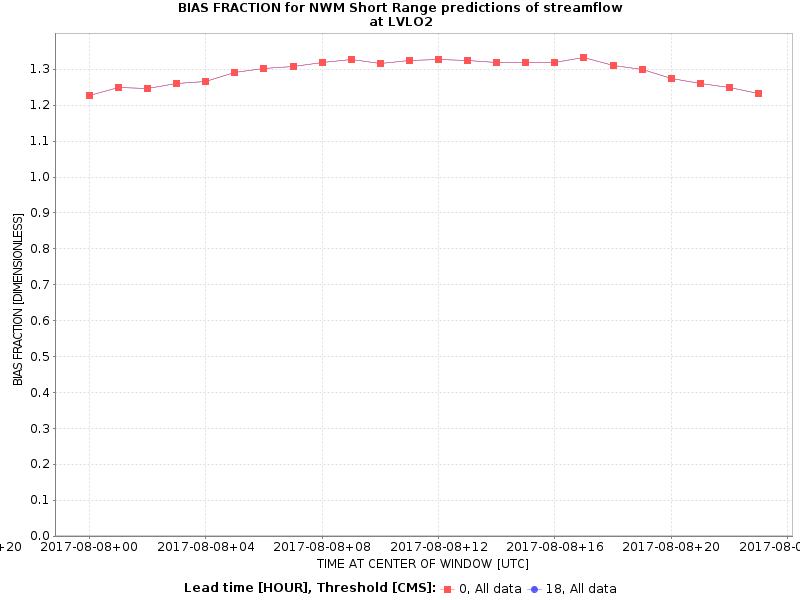 BIAS FRACTION for NWM Short Range predictions of streamflow
at LVLO2
1.3
1.2
1.1
1.0
0.9
0.8
0.7
0.6
0.5
0.4
0.3
0.2
0.1
0.0
BIAS FRACTION [DIMENSIONLESS]
+20 2017-08-08+00 2017-08-08+04 2017-08-08+08 2017-08-08+12 2017-08-08+16 2017-08-08+20 2017-08-0
TIME AT CENTER OF WINDOW [UTC]
Lead time [HOUR], Threshold [CMS]: 0, All data 18, All data